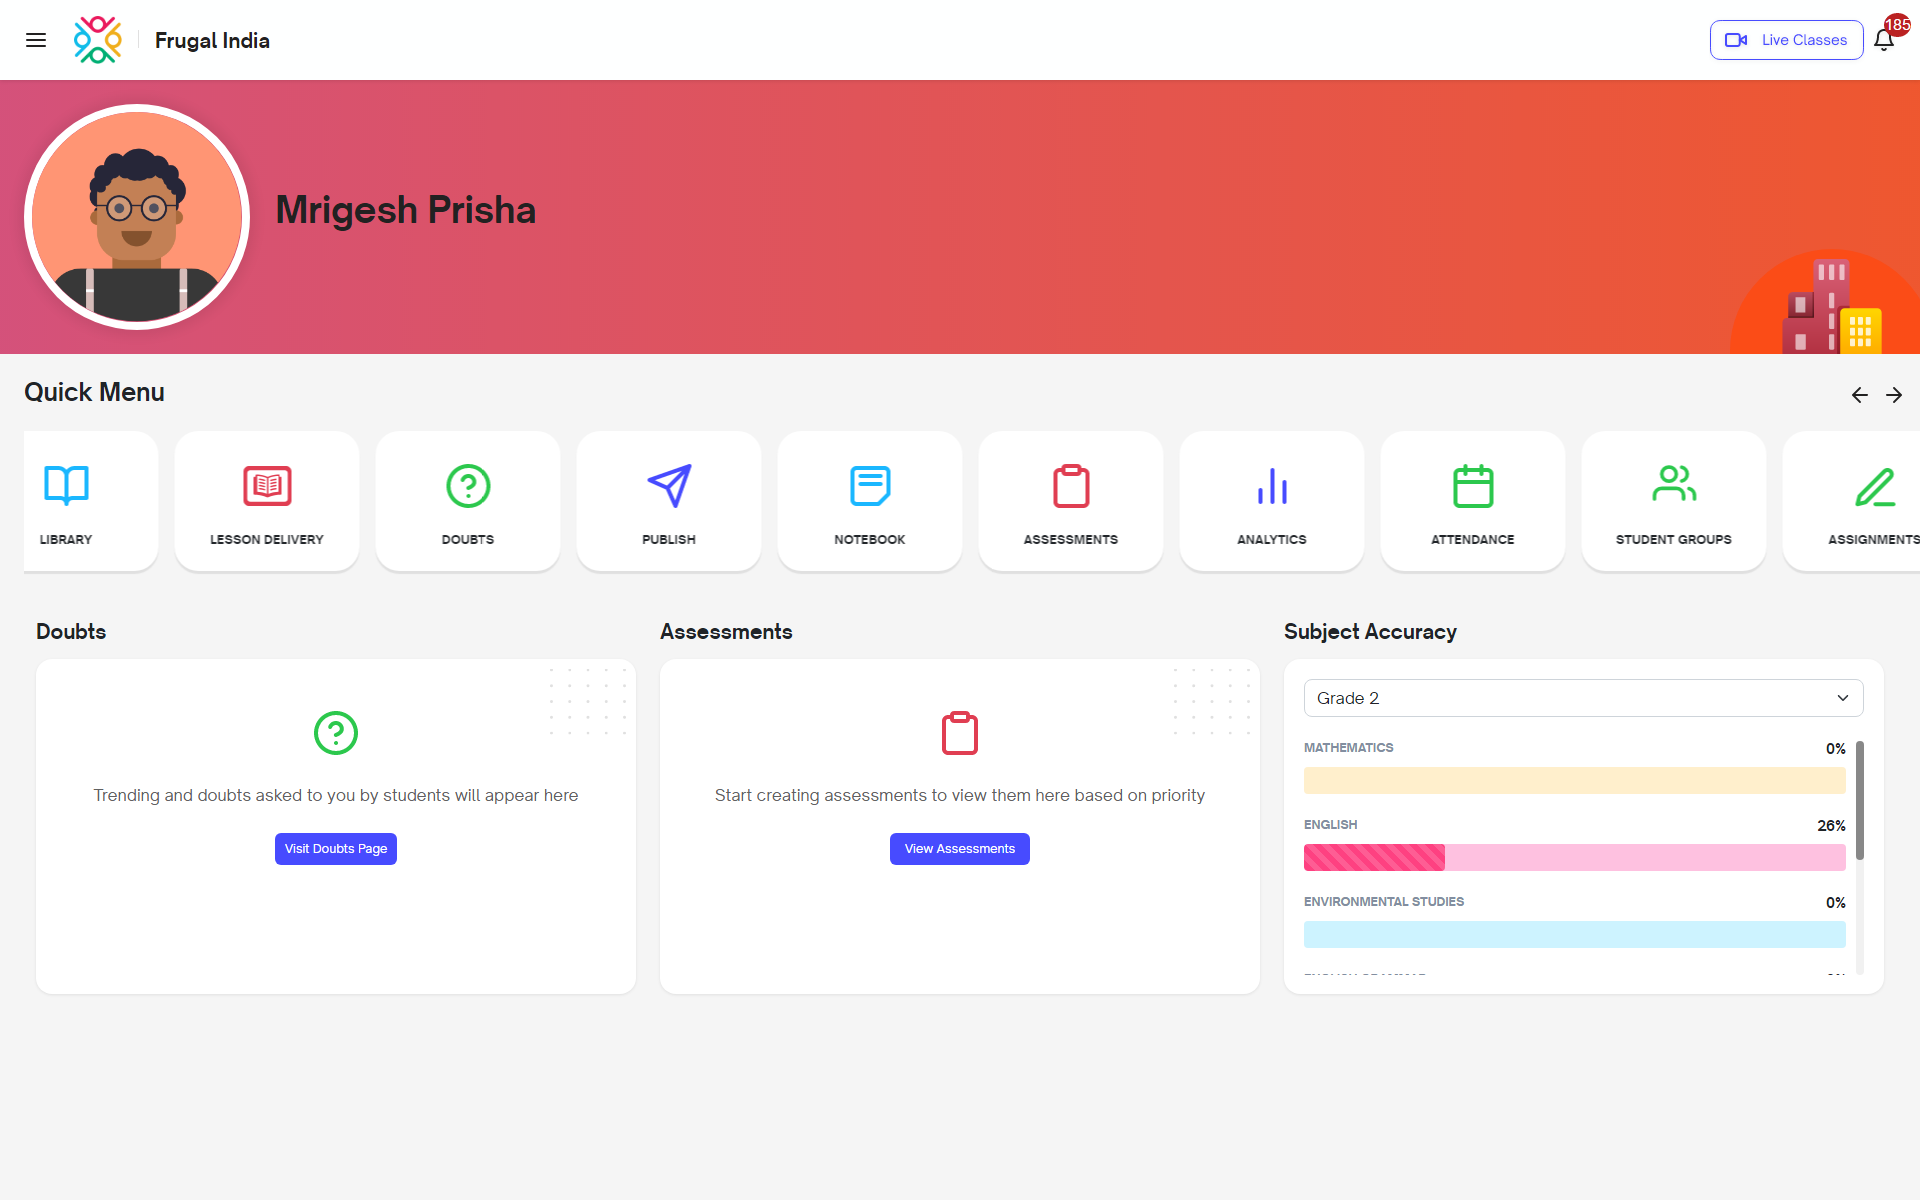 Frugal India
Live Classes
185
Mrigesh Prisha
Quick Menu
LIBRARY
LESSON DELIVERY
DOUBTS
PUBLISH
NOTEBOOK
ASSESSMENTS
ANALYTICS
ATTENDANCE
STUDENT GROUPS
ASSIGNMENTS
Doubts
Trending and doubts asked to you by students will appear here
Visit Doubts Page
Assessments
Start creating assessments to view them here based on priority
View Assessments
Subject Accuracy
Grade 2
MATHEMATICS 0%
ENGLISH 26%
ENVIRONMENTAL STUDIES 0%